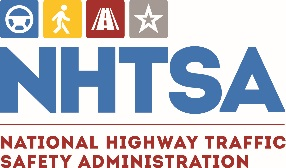 NHTSA
NATIONAL HIGHWAY TRAFFIC
SAFETY ADMINISTRATION